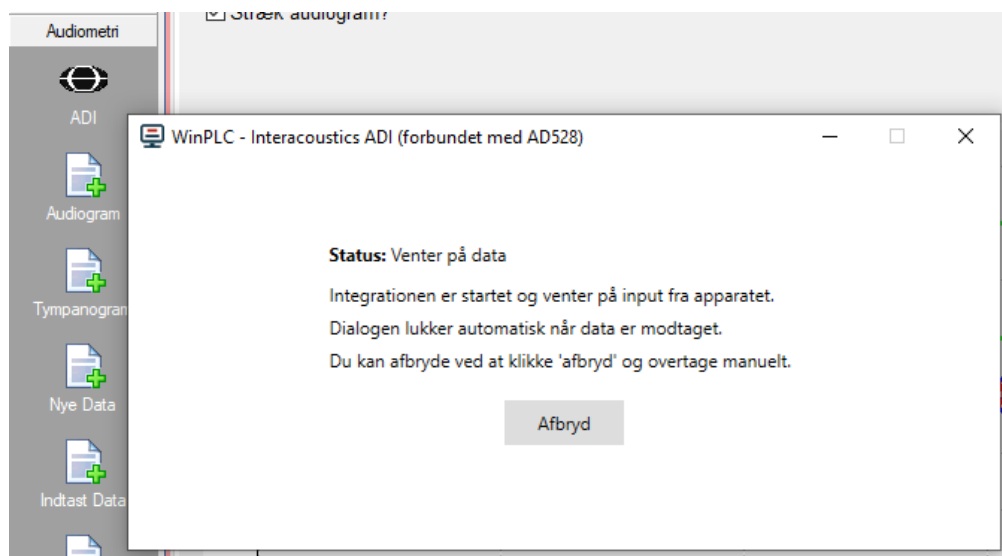 Stræk audiogram?
Audiometri
ADI
WinPLC - Interacoustics ADI (forbundet med AD528)
Audiogram
Status: Venter på data
Integrationen er startet og venter på input fra apparatet.
Tympanogram
Dialogen lukker automatisk når data er modtaget.
Du kan afbryde ved at klikke 'afbryd' og overtage manuelt.
Nye Data
Afbryd
Indtast Data